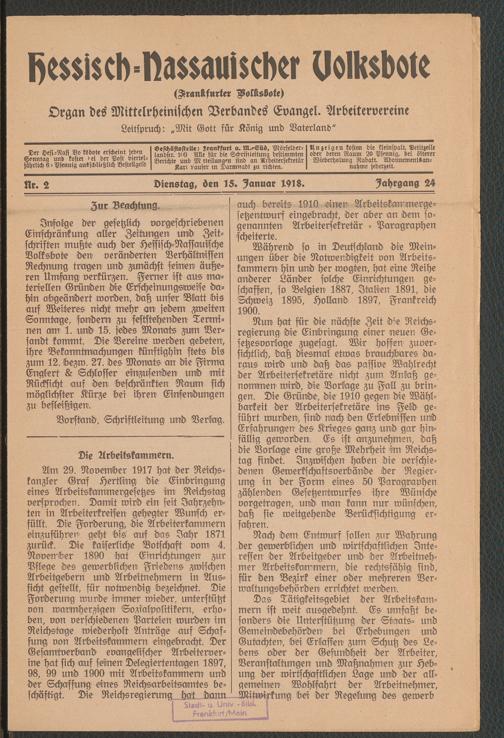 Hessisch-Nassauischer Volksbote
(Frankfurter Volksbote)
Organ des Mittelrheinischen Verbandes Evangel. Arbeitervereine
Leitspruch: „Mit Gott für König und Vaterland“
Geschäftsstelle: Frankfurt a. M.-Süd,
Nr. 2 Dienstag, den 15. Januar 1918. Jahrgang 24
Zur Beachtung.
Infolge der gesetzlich vorgeschriebenen
Einschränkung aller Zeitungen und Zeit-
schriften mußte auch der Hessisch-Nassauische
Volksbote den veränderten Verhältnissen
Rechnung tragen und zunächst seinen äuße-
ren Umfang verkürzen. Ferner ist aus ma-
teriellen Gründen die Erscheinungsweise da-
hin abgeändert worden, daß unser Blatt bis
auf Weiteres nicht mehr an jedem zweiten
Sonntage, sondern zu feststehenden Termi-
nen am 1. und 15. jedes Monats zum Ver-
sandt kommt. Die Vereine werden gebeten,
ihre Bekanntmachungen künftighin stets bis
zum 12. bezw. 27. des Monats an die Firma
Englert & Schlosser einzusenden und mit
Rücksicht auf den beschränkten Raum sich
möglichster Kürze bei ihren Einsendungen
zu befleißigen.
Vorstand, Schriftleitung und Verlag.
Die Arbeitskammern.
Am 29. November 1917 hat der Reichs-
kanzler Graf Hertling die Einbringung
eines Arbeitskammergesetzes im Reichstag
versprochen. Damit wird ein seit Jahrzehn-
ten in Arbeiterkreisen gehegter Wunsch er-
füllt. Die Forderung, die Arbeiterkammern
einzuführen geht bis auf das Jahr 1871
zurück. Die kaiserliche Botschaft vom 4.
November 1890 hat Einrichtungen zur
Pflege des gewerblichen Friedens zwischen
Arbeitgebern und Arbeitnehmern in Aus-
sicht gestellt, für notwendig bezeichnet. Die
Forderung wurde immer wieder, unterstützt
von warmherzigen Sozialpolitikern, erho-
ben, von verschiedenen Parteien wurden im
Reichstage wiederholt Anträge auf Schaf-
fung von Arbeitskammern eingebracht. Der
Gesamtverband evangelischer Arbeiterver-
eine hat sich auf seinen Delegiertentagen 1897,
98, 99 und 1900 mit Arbeitskammern und
der Schaffung eines Reichsarbeitsamtes be-
schäftigt. Die Reichsregierung hat dann
auch bereits 1910 einen Arbeitskammerge-
setzentwurf eingebracht, der aber an dem so-
genannten Arbeitersekretär - Paragraphen
scheiterte.
Während so in Deutschland die Mein-
ungen über die Notwendigkeit von Arbeits-
kammern hin und her wogten, hat eine Reihe
anderer Länder solche Einrichtungen ge-
schaffen, so Belgien 1887, Italien 1891, die
Schweiz 1895, Holland 1897, Frankreich
1900.
Nun hat für die nächste Zeit die Reichs-
regierung die Einbringung einer neuen Ge-
setzesvorlage zugesagt. Wir hoffen zuver-
sichtlich, daß diesmal etwas brauchbares da-
raus wird und daß das passive Wahlrecht
der Arbeitersekretäre nicht zum Anlaß ge-
nommen wird, die Vorlage zu Fall zu brin-
gen. Die Gründe, die 1910 gegen die Wähl-
barkeit der Arbeitersekretäre ins Feld ge-
führt wurden, sind nach den Erlebnissen und
Erfahrungen des Krieges ganz und gar hin-
fällig geworden. Es ist anzunehmen, daß
die Vorlage eine große Mehrheit im Reichs-
tag findet. Inzwischen haben die verschie-
denen Gewerkschaftsverbände der Regier-
ung in der Form eines 50 Paragraphen
zählenden Gesetzentwurfes ihre Wünsche
vorgetragen, und man kann nur wünschen,
daß sie weitgehende Berücksichtigung er-
fahren.
Nach dem Entwurf sollen zur Wahrung
der gewerblichen und wirtschaftlichen Inte-
ressen der Arbeitgeber und der Arbeitneh-
mer Arbeitskammern, die rechtsfähig sind,
für den Bezirk einer oder mehreren Ver-
waltungsbehörden errichtet werden.
Das Tätigkeitsgebiet der Arbeitskam-
mern ist weit ausgedehnt. Es umfaßt be-
sonders die Unterstützung der Staats- und
Gemeindebehörden bei Erhebungen und
Gutachten, bei Erlassen zum Schutz des Le-
bens oder der Gesundheit der Arbeiter,
Veranstaltungen und Maßnahmen zur Heb-
ung der wirtschaftlichen Lage und der all-
gemeinen Wohlfahrt der Arbeitnehmer,
Mitwirkung bei der Regelung des gewerb
Stadt- u. Univ.-Bibl.
Frankfurt/Main